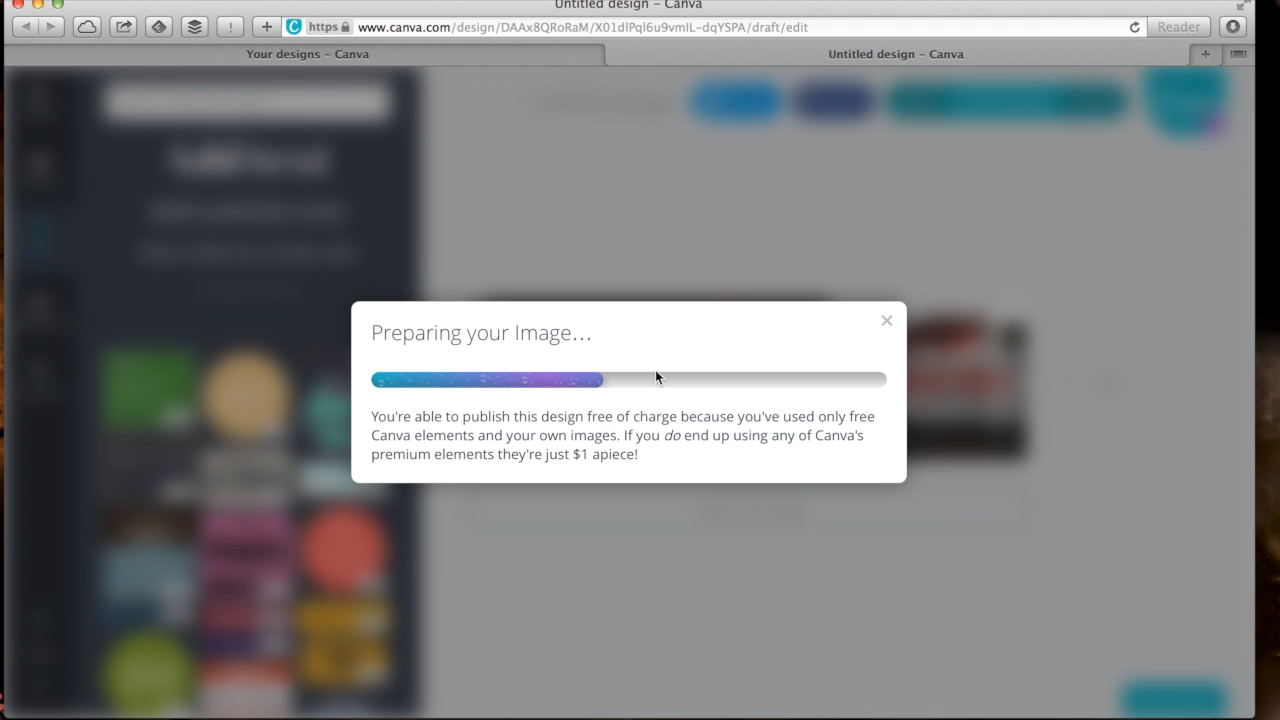 Untitled design – Canva
https www.canva.com/design/DAAx8QRoRaM/X01dlPql6u9vmIL-dqYSPA/draft/edit
Reader
Your designs – Canva
Untitled design – Canva
Preparing your Image...
You're able to publish this design free of charge because you've used only free
Canva elements and your own images. If you do end up using any of Canva's
premium elements they're just $1 apiece!